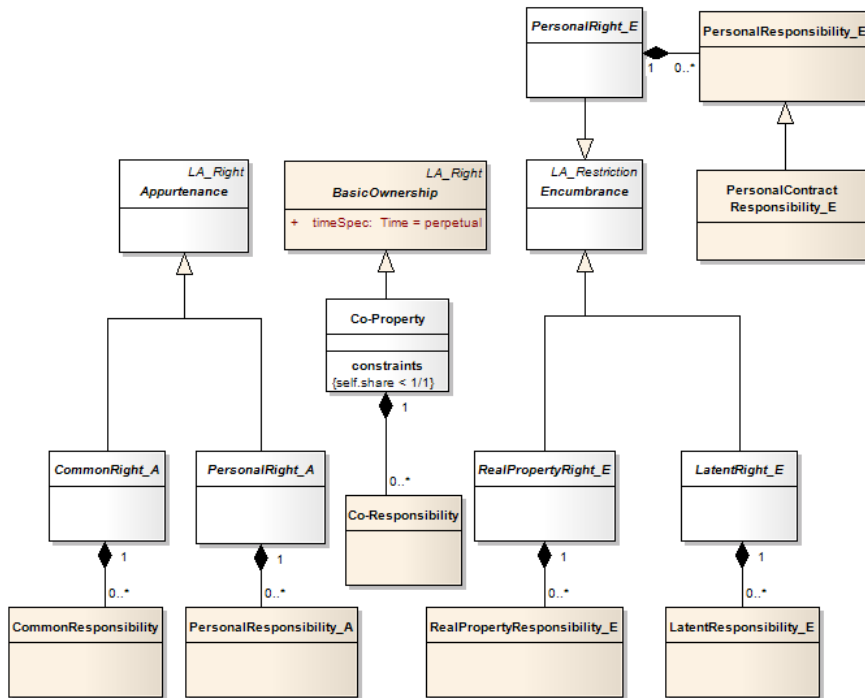 PersonalRight_E
PersonalResponsibility_E
1
0..*
LA_Right
Appurtenance
LA_Right
BasicOwnership
+ timeSpec: Time = perpetual
LA_Restriction
Encumbrance
PersonalContract
Responsibility_E
Co-Property
constraints
{self.share < 1/1}
1
0..*
CommonRight_A
PersonalRight_A
RealPropertyRight_E
LatentRight_E
Co-Responsibility
1
1
1
1
0..*
0..*
0..*
0..*
CommonResponsibility
PersonalResponsibility_A
RealPropertyResponsibility_E
LatentResponsibility_E